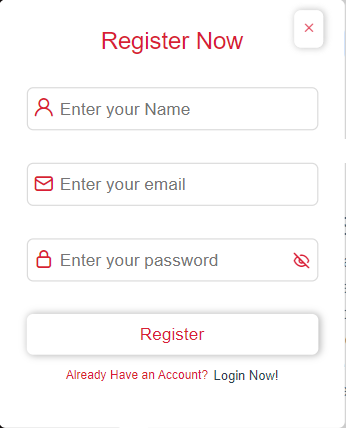 Register Now
Enter your Name
Enter your email
Enter your password
Register
Already Have an Account? Login Now!